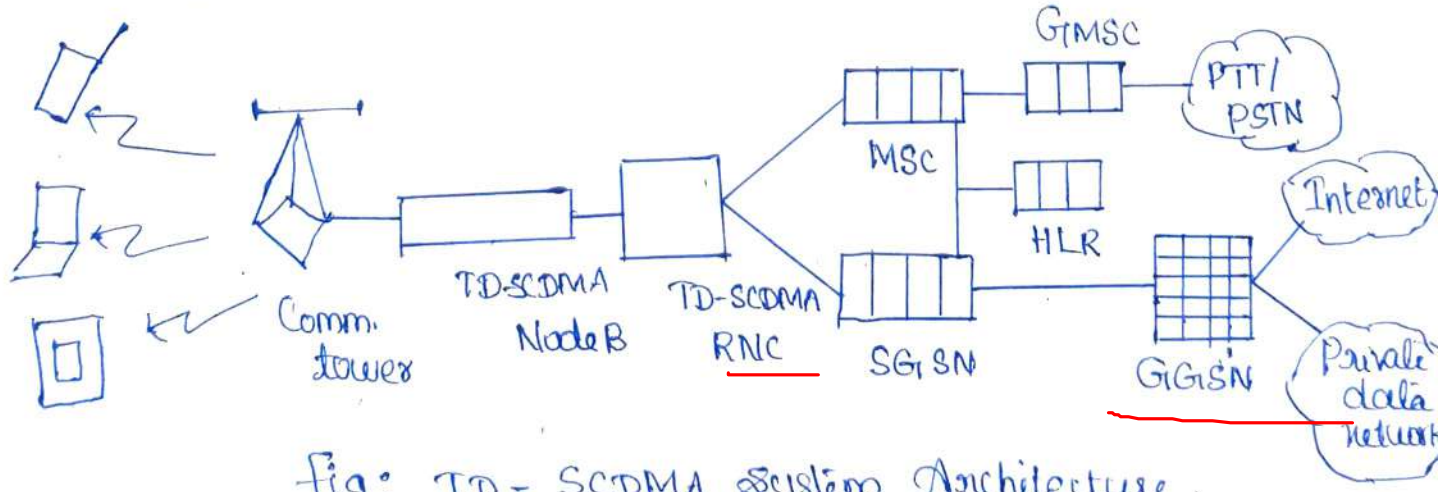 GMSC
PTT/
PSTN
MSC
Internet
HLR
TD-SCDMA
Node B
TD-SCDMA
RNC
Comm.
tower
SGSN
GGSN
Private
data
network
Fig: TD-SCDMA System Architecture.